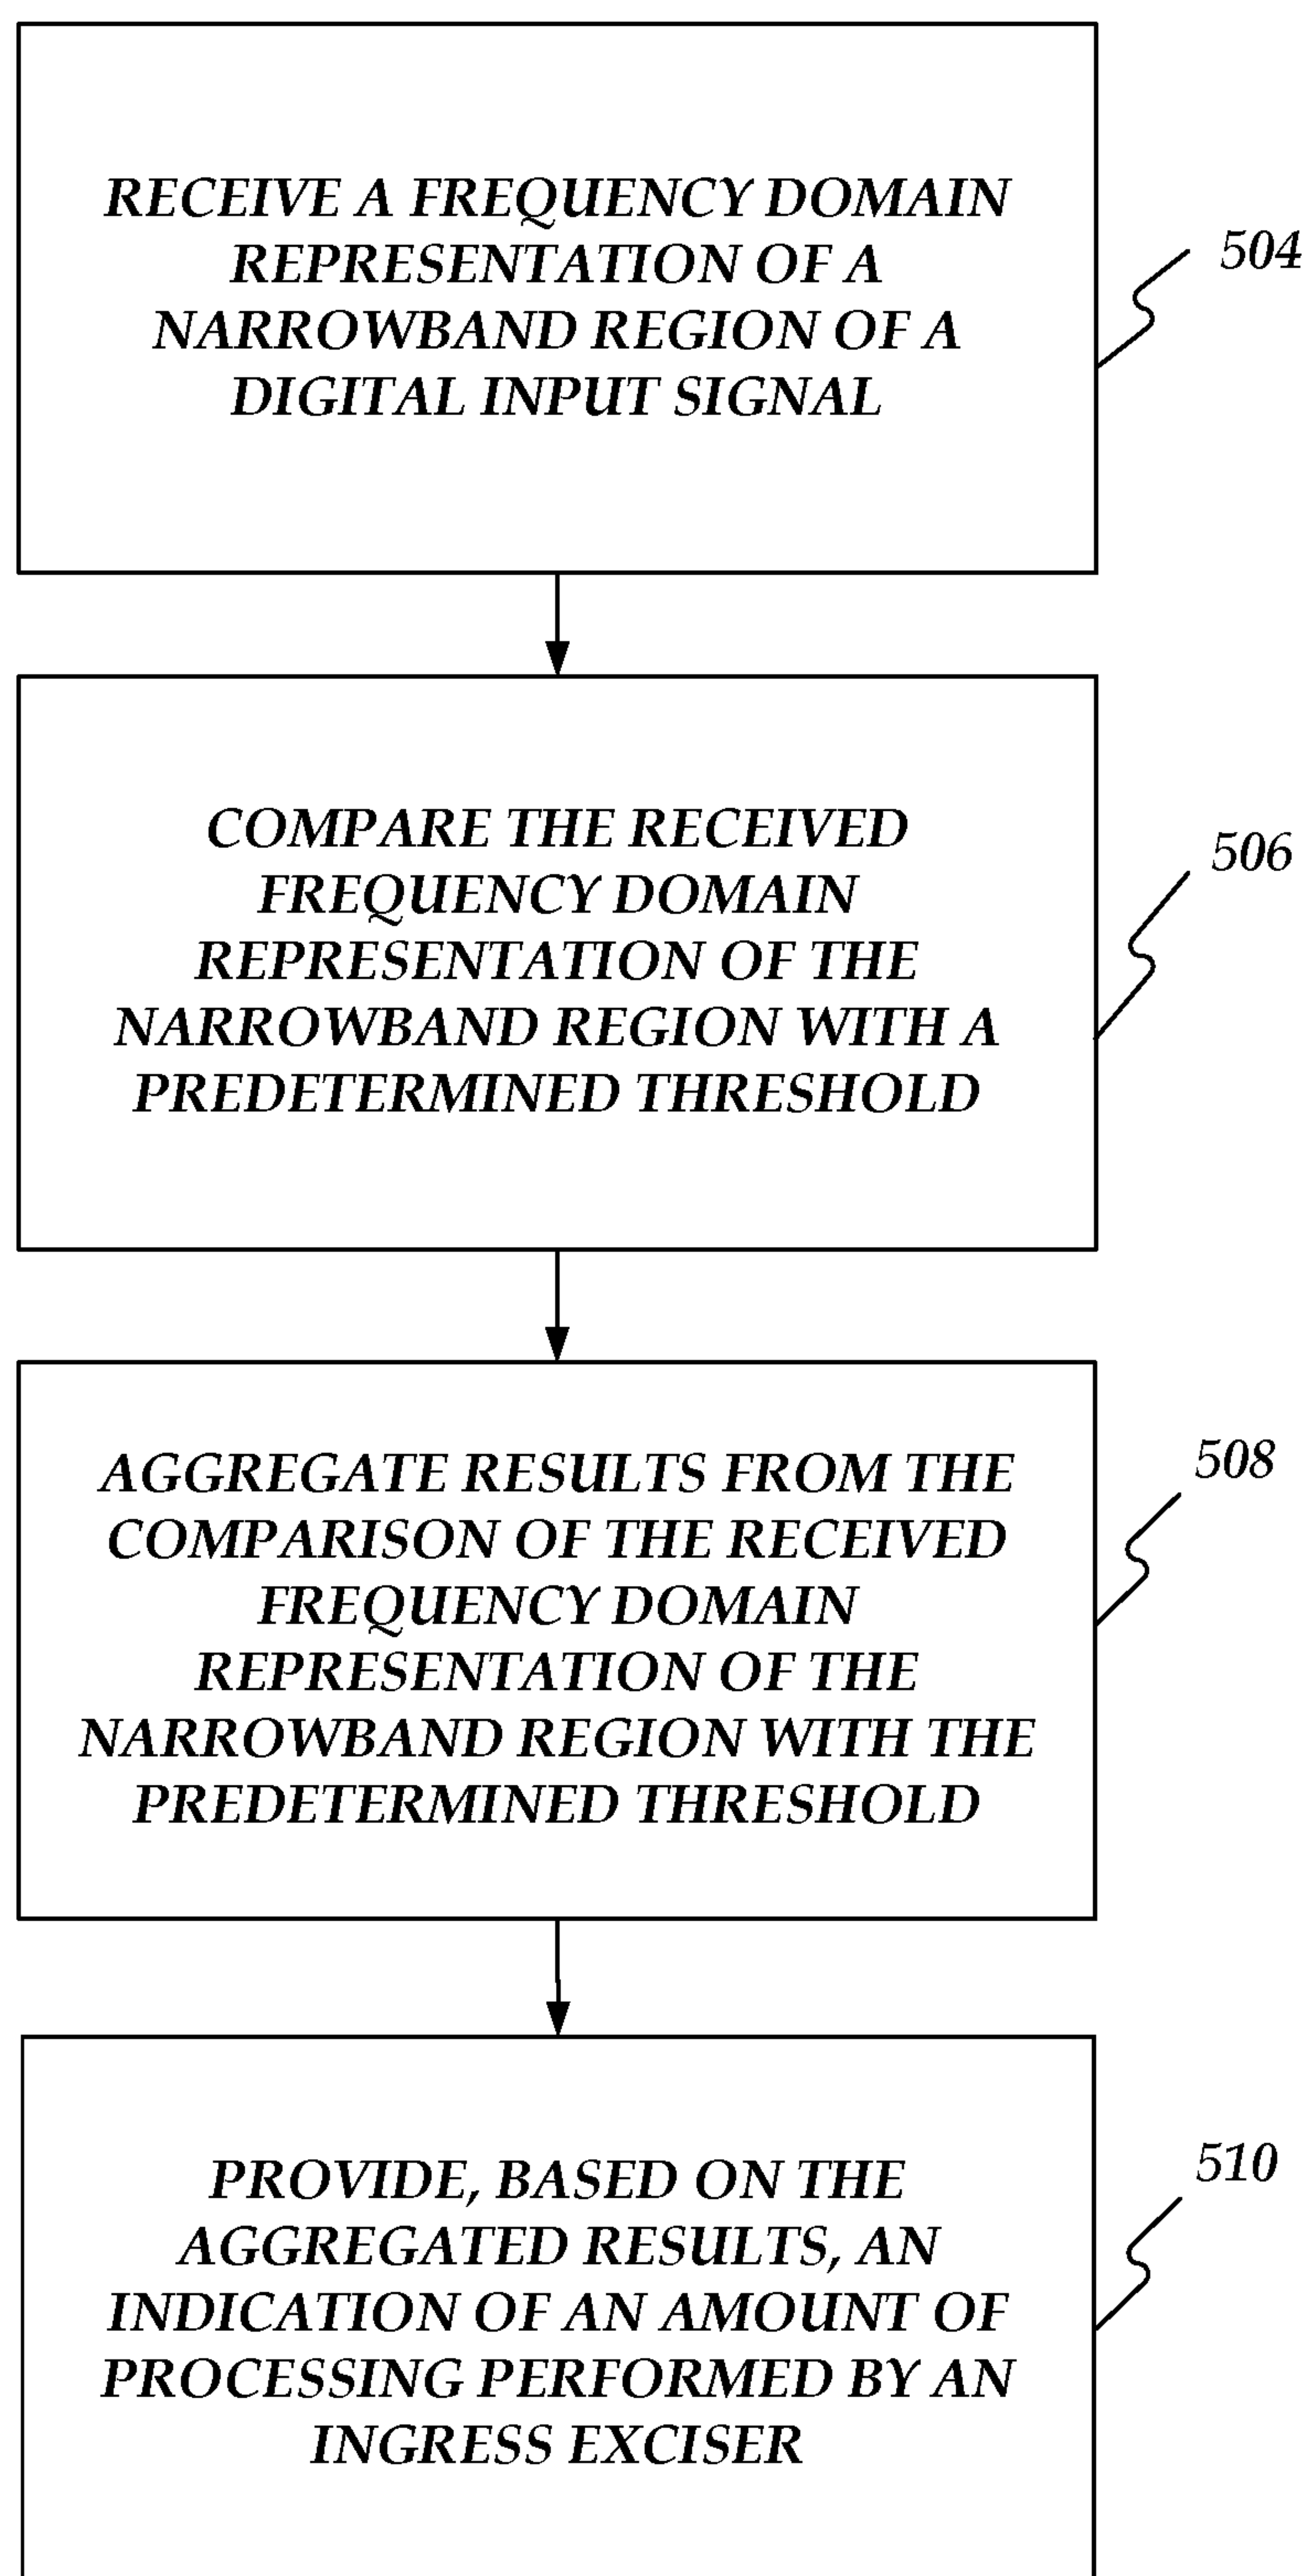 RECEIVE A FREQUENCY DOMAIN
REPRESENTATION OF A
NARROWBAND REGION OF A
DIGITAL INPUT SIGNAL
504
COMPARE THE RECEIVED
FREQUENCY DOMAIN
REPRESENTATION OF THE
NARROWBAND REGION WITH A
PREDETERMINED THRESHOLD
506
AGGREGATE RESULTS FROM THE
COMPARISON OF THE RECEIVED
FREQUENCY DOMAIN
REPRESENTATION OF THE
NARROWBAND REGION WITH THE
PREDETERMINED THRESHOLD
508
PROVIDE, BASED ON THE
AGGREGATED RESULTS, AN
INDICATION OF AN AMOUNT OF
PROCESSING PERFORMED BY AN
INGRESS EXCISER
510